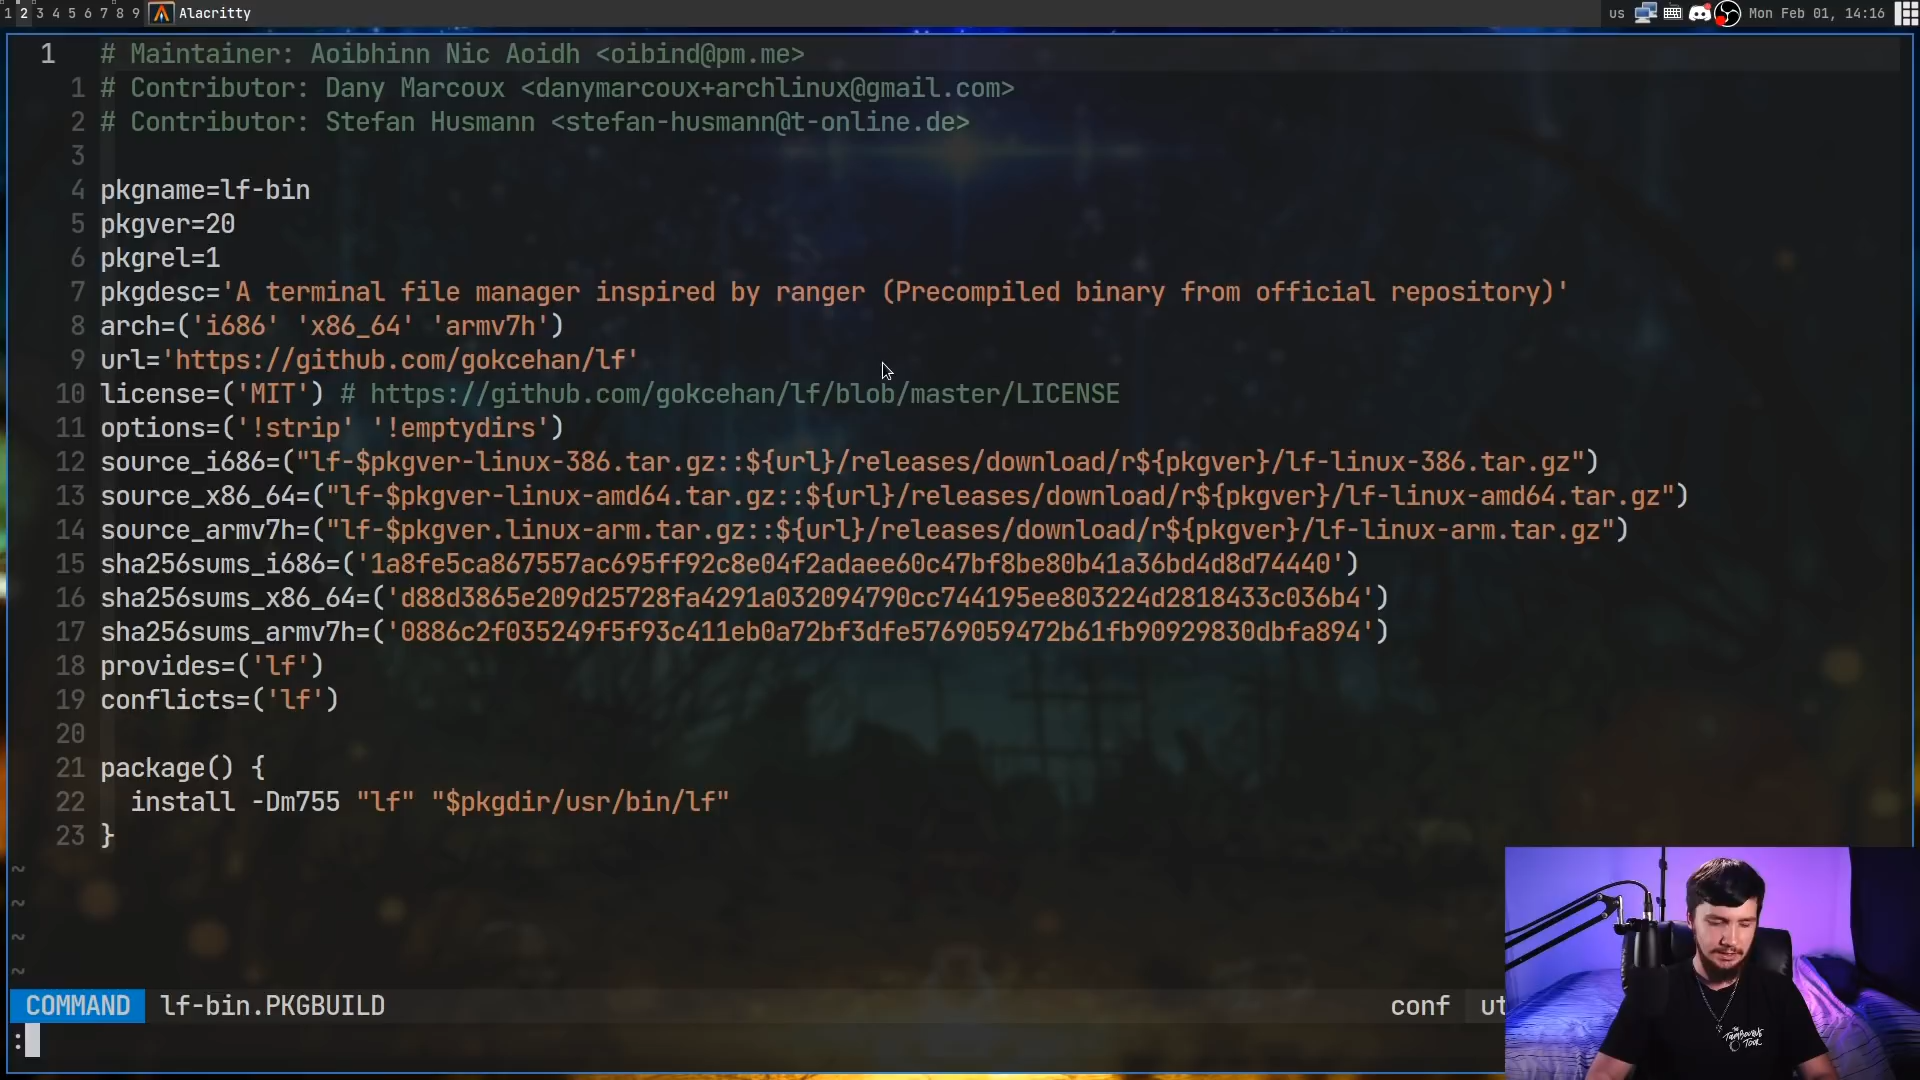 1 2 3 4 5 6 7 8 9 Alacritty us Mon Feb 01, 14:16
1 # Maintainer: Aoibhinn Nic Aoidh <oibind@pm.me>
1 # Contributor: Dany Marcoux <danymarcoux+archlinux@gmail.com>
2 # Contributor: Stefan Husmann <stefan-husmann@t-online.de>
3
4 pkgname=lf-bin
5 pkgver=20
6 pkgrel=1
7 pkgdesc='A terminal file manager inspired by ranger (Precompiled binary from official repository)'
8 arch=('i686' 'x86_64' 'armv7h')
9 url='https://github.com/gokcehan/lf'
10 license=('MIT') # https://github.com/gokcehan/lf/blob/master/LICENSE
11 options=('!strip' '!emptydirs')
12 source_i686=("lf-$pkgver-linux-386.tar.gz::${url}/releases/download/r${pkgver}/lf-linux-386.tar.gz")
13 source_x86_64=("lf-$pkgver-linux-amd64.tar.gz::${url}/releases/download/r${pkgver}/lf-linux-amd64.tar.gz")
14 source_armv7h=("lf-$pkgver.linux-arm.tar.gz::${url}/releases/download/r${pkgver}/lf-linux-arm.tar.gz")
15 sha256sums_i686=('1a8fe5ca867557ac695ff92c8e04f2adaee60c47bf8be80b41a36bd4d8d74440')
16 sha256sums_x86_64=('d88d3865e209d25728fa4291a032094790cc744195ee803224d2818433c036b4')
17 sha256sums_armv7h=('0886c2f035249f5f93c411eb0a72bf3dfe5769059472b61fb90929830dbfa894')
18 provides=('lf')
19 conflicts=('lf')
20
21 package() {
22 install -Dm755 "lf" "$pkgdir/usr/bin/lf"
23 }
~
~
~
~
COMMAND lf-bin.PKGBUILD conf ut
: